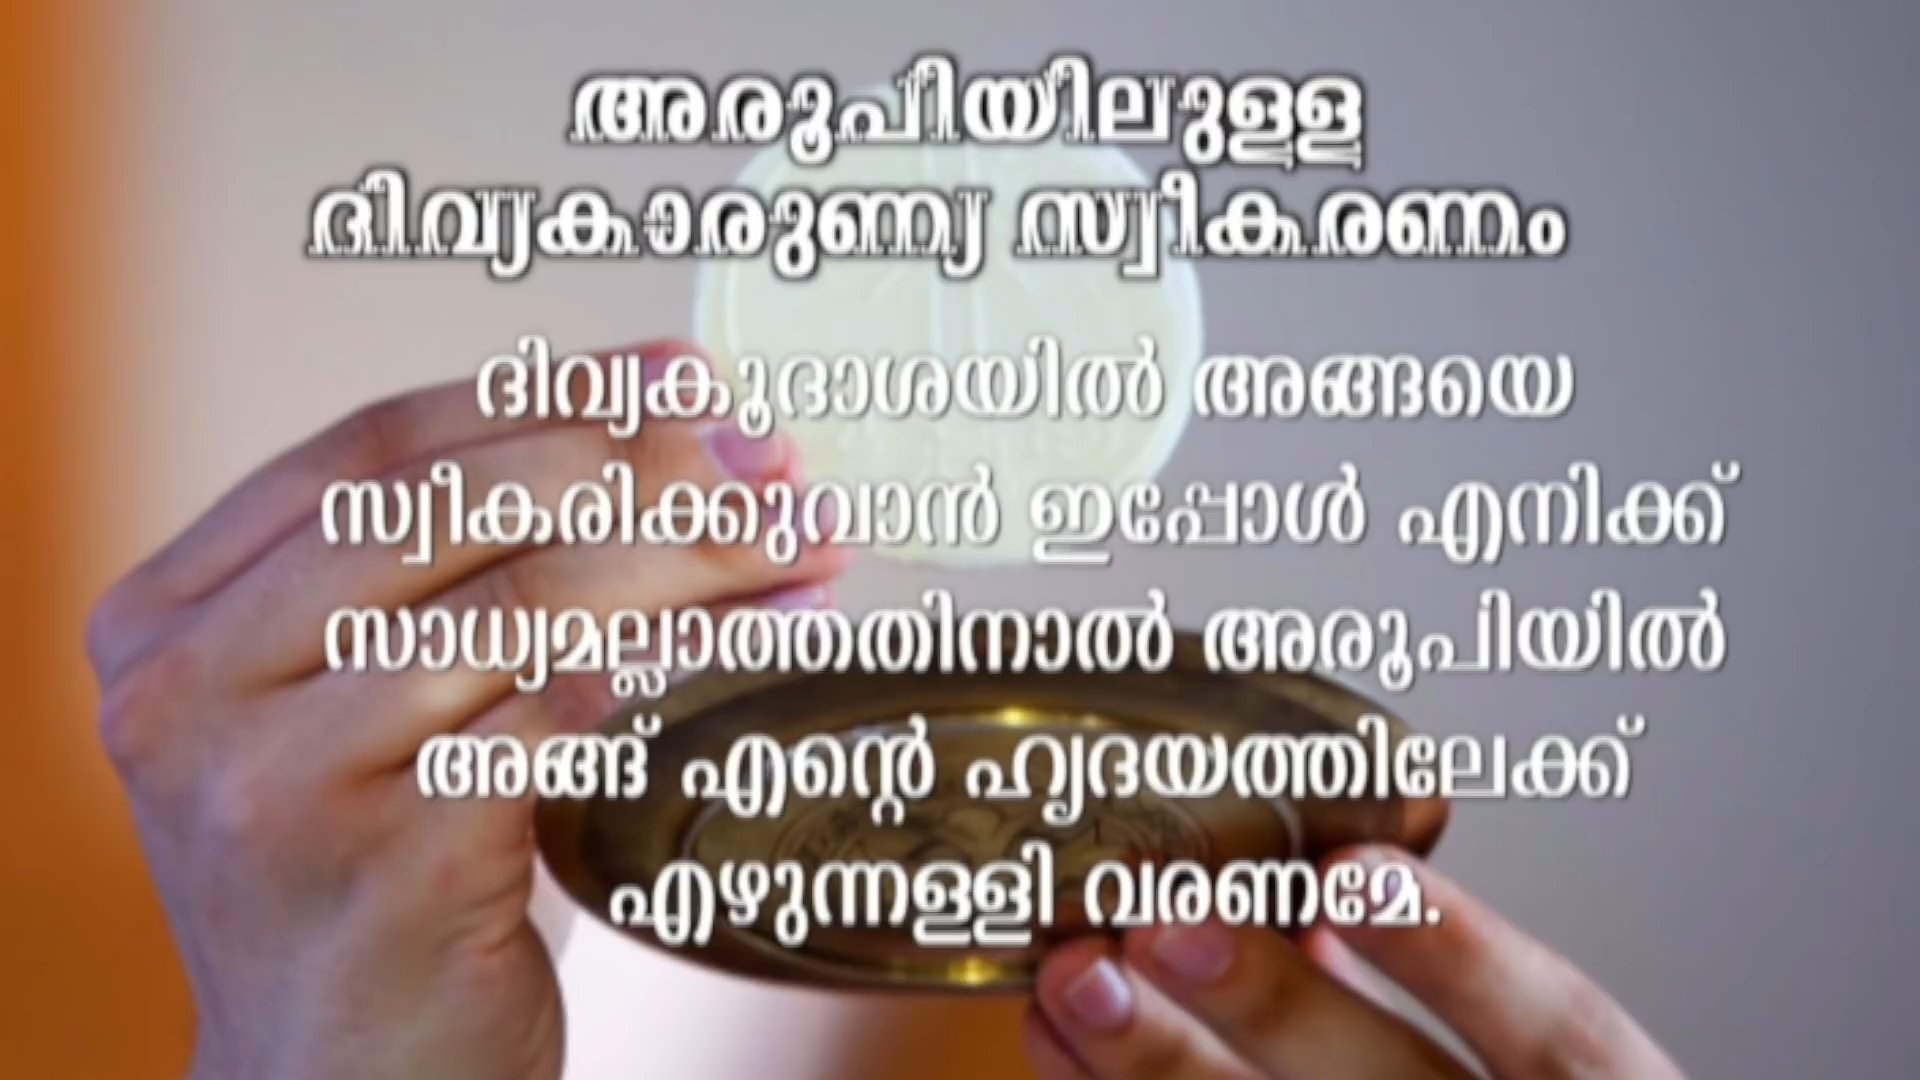 അരൂപിയിലുള്ള
ദിവ്യകാരുണ്യ സ്വീകരണം
ദിവ്യകൂദാശയിൽ അങ്ങയെ
സ്വീകരിക്കുവാൻ ഇപ്പോൾ എനിക്ക്
സാധ്യമല്ലാത്തതിനാൽ അരൂപിയിൽ
അങ്ങ് എന്റെ ഹൃദയത്തിലേക്ക്
എഴുന്നള്ളി വരണമേ.